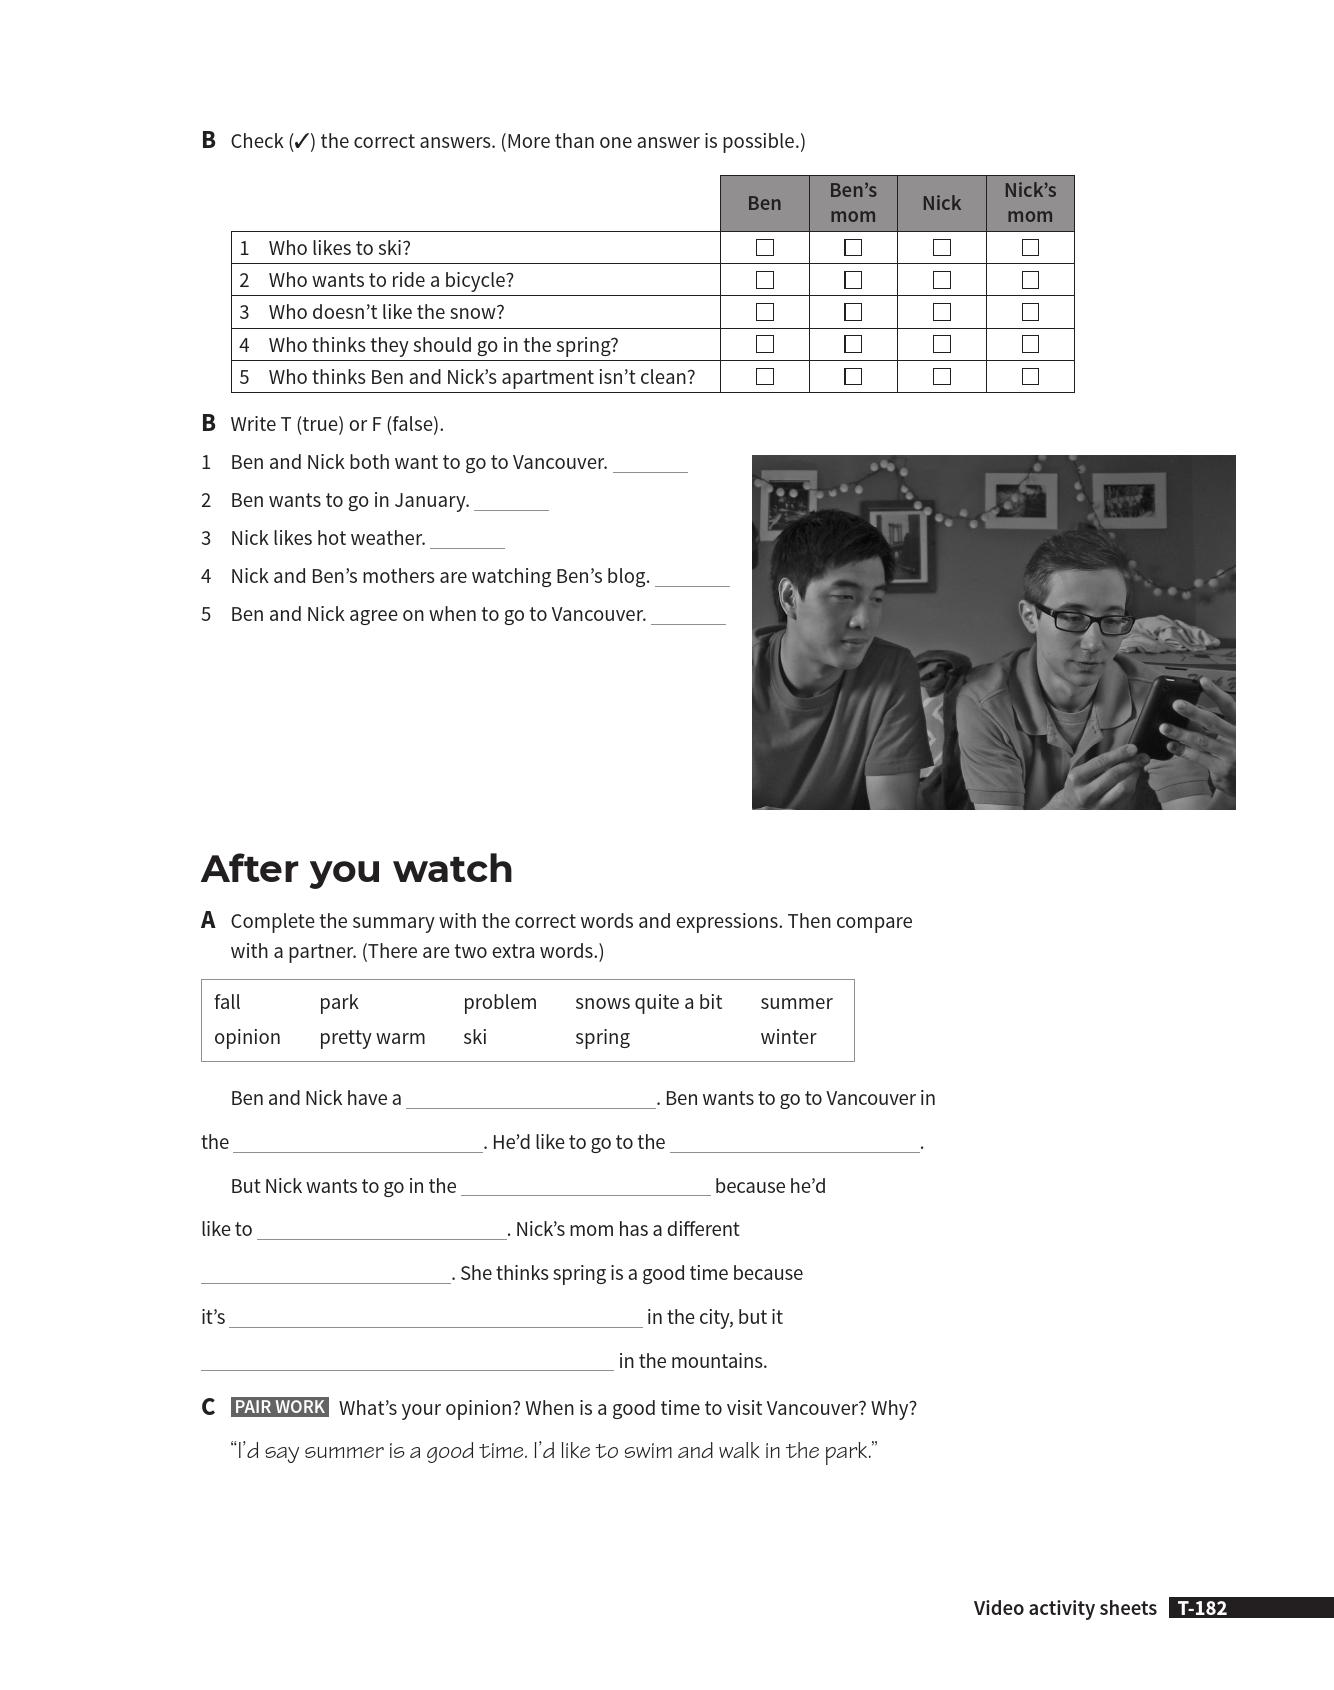 B Check (✓) the correct answers. (More than one answer is possible.)
Ben Ben’s mom Nick Nick’s mom
1 Who likes to ski? ☐ ☐ ☐ ☐
2 Who wants to ride a bicycle? ☐ ☐ ☐ ☐
3 Who doesn’t like the snow? ☐ ☐ ☐ ☐
4 Who thinks they should go in the spring? ☐ ☐ ☐ ☐
5 Who thinks Ben and Nick’s apartment isn’t clean? ☐ ☐ ☐ ☐
B Write T (true) or F (false).
1 Ben and Nick both want to go to Vancouver. ________
2 Ben wants to go in January. ________
3 Nick likes hot weather. ________
4 Nick and Ben’s mothers are watching Ben’s blog. ________
5 Ben and Nick agree on when to go to Vancouver. ________
After you watch
A Complete the summary with the correct words and expressions. Then compare
with a partner. (There are two extra words.)
fall park problem snows quite a bit summer
opinion pretty warm ski spring winter
Ben and Nick have a ________. Ben wants to go to Vancouver in
the ________. He’d like to go to the ________.
But Nick wants to go in the ________ because he’d
like to ________. Nick’s mom has a different
________. She thinks spring is a good time because
it’s ________ in the city, but it
________ in the mountains.
C PAIR WORK What’s your opinion? When is a good time to visit Vancouver? Why?
“I’d say summer is a good time. I’d like to swim and walk in the park.”
Video activity sheets T-182